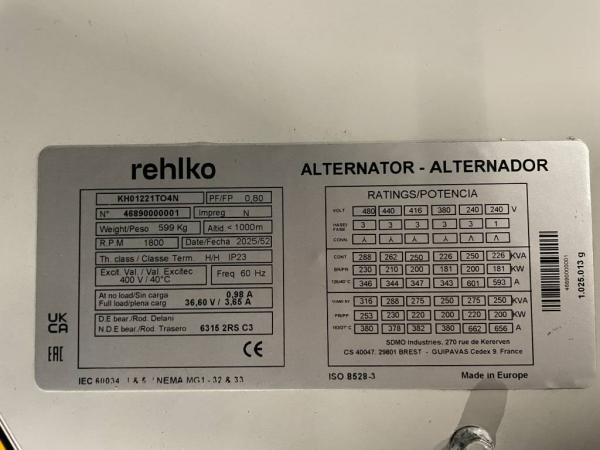 rehlko
ALTERNATOR - ALTERNADOR
KH01221TO4N PF/FP 0,80
N° 46890000001 Impreg N
Weight/Peso 599 Kg Altid < 1000m
R.P.M 1800 Date/Fecha 2025/52
Th. class / Classe Term. H/H IP23
Excit. Val. / Val. Excitec
400 V / 40°C Freq 60 Hz
At no load/Sin carga 0,98 A
Full load/plena carg 36,60 V / 3,65 A
D.E bear./Rod. Delani
N.D.E bear./Rod. Trasero 6315 2RS C3
UK
CA
EAC
CE
IEC 60034 1 & 5 / NEMA MG1 - 32 & 33
RATINGS/POTENCIA
VOLT 480 440 416 380 240 240 V
FASE 3 3 3 3 3 1
CONN
CONT 288 262 250 226 250 226 KVA
230 210 200 181 200 181 KW
346 344 347 343 601 593 A
316 288 275 250 275 250 KVA
253 230 220 200 220 200 KW
380 378 382 380 662 656 A
SDMO Industries, 270 rue de Kererven
CS 40047. 29801 BREST - GUIPAVAS Cedex 9. France
ISO 8528-3 Made in Europe
46890000001
1.025.013 g